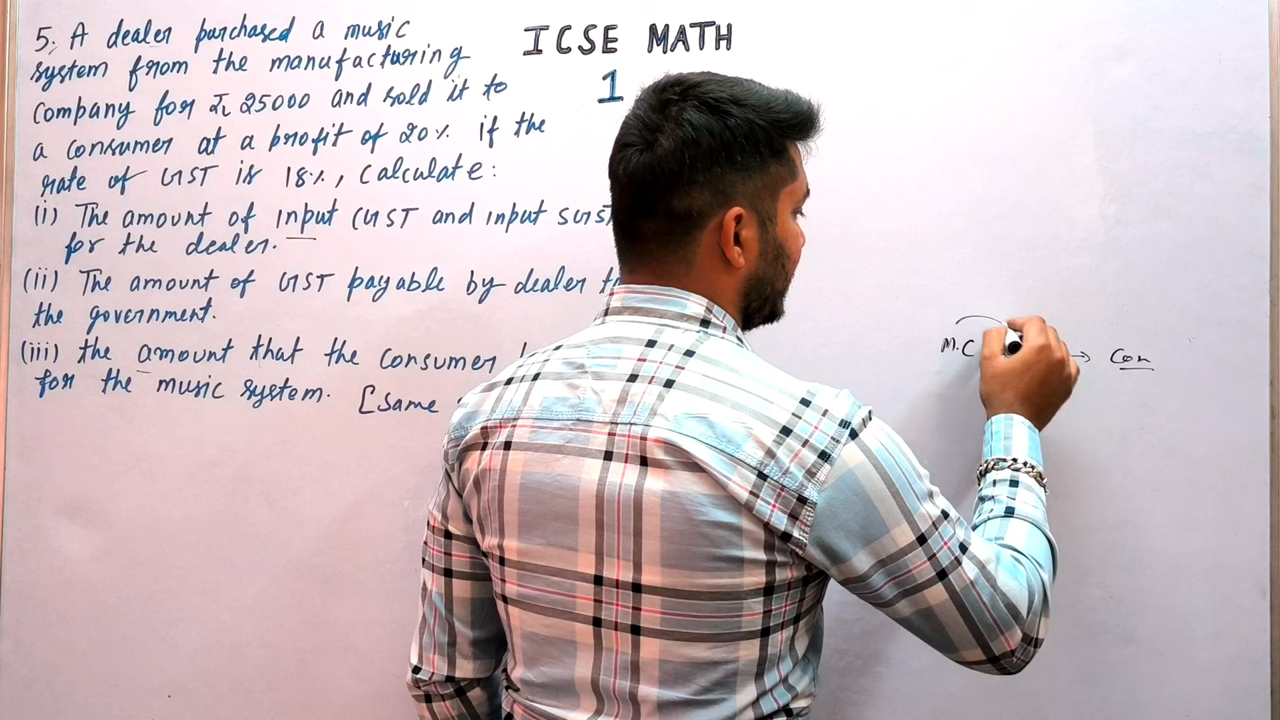 5. A dealer purchased a music
system from the manufacturing
company for ₹ 25000 and sold it to
a consumer at a profit of 20% if the
rate of GST is 18%, Calculate:
(i) The amount of input CGST and input SGST
for the dealer.
(ii) The amount of GST payable by dealer to
the government.
(iii) the amount that the consumer
for the music system. [Same
ICSE MATH
1
M.C → Con